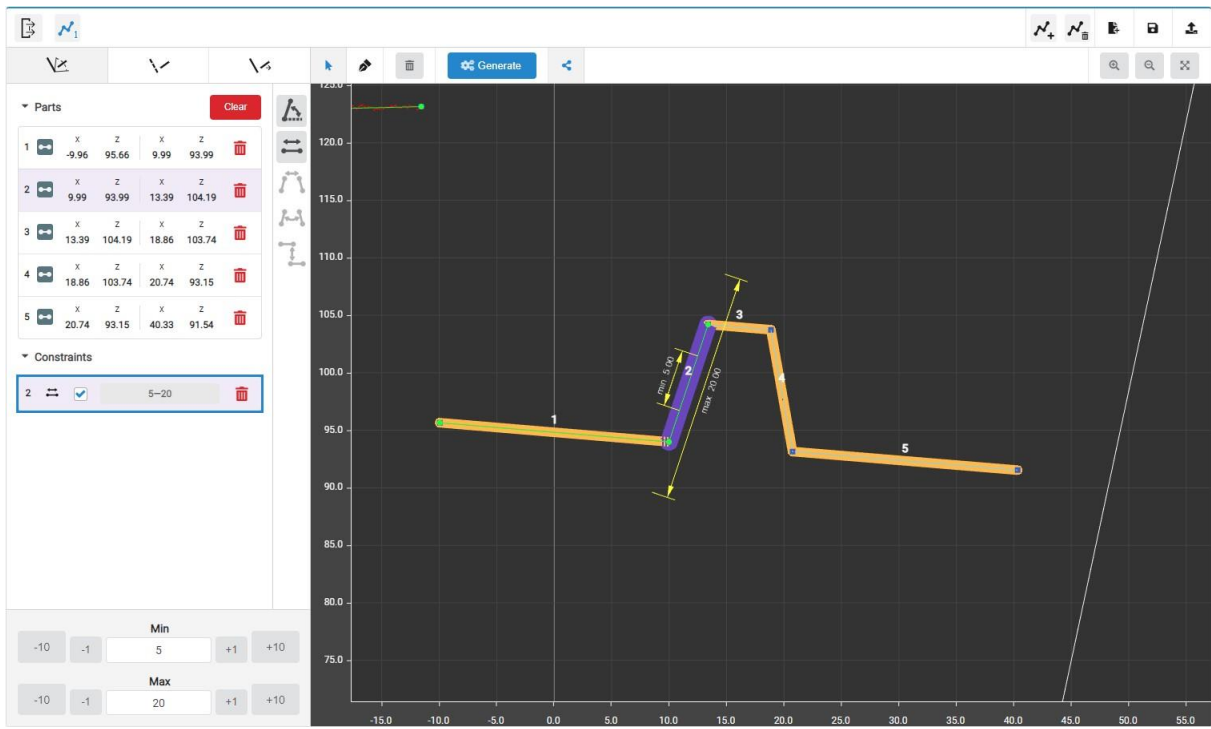 1
Generate
Parts
Clear
X Z X Z
1 -9.96 95.66 9.99 93.99
X Z X Z
2 9.99 93.99 13.39 104.19
X Z X Z
3 13.39 104.19 18.86 103.74
X Z X Z
4 18.86 103.74 20.74 93.15
X Z X Z
5 20.74 93.15 40.33 91.54
Constraints
2 5—20
Min
-10 -1 5 +1 +10
Max
-10 -1 20 +1 +10
125.0
120.0
115.0
110.0
105.0
100.0
95.0
90.0
85.0
80.0
75.0
1
2
3
4
5
min 5.00
max 20.00
-15.0 -10.0 -5.0 0.0 5.0 10.0 15.0 20.0 25.0 30.0 35.0 40.0 45.0 50.0 55.0